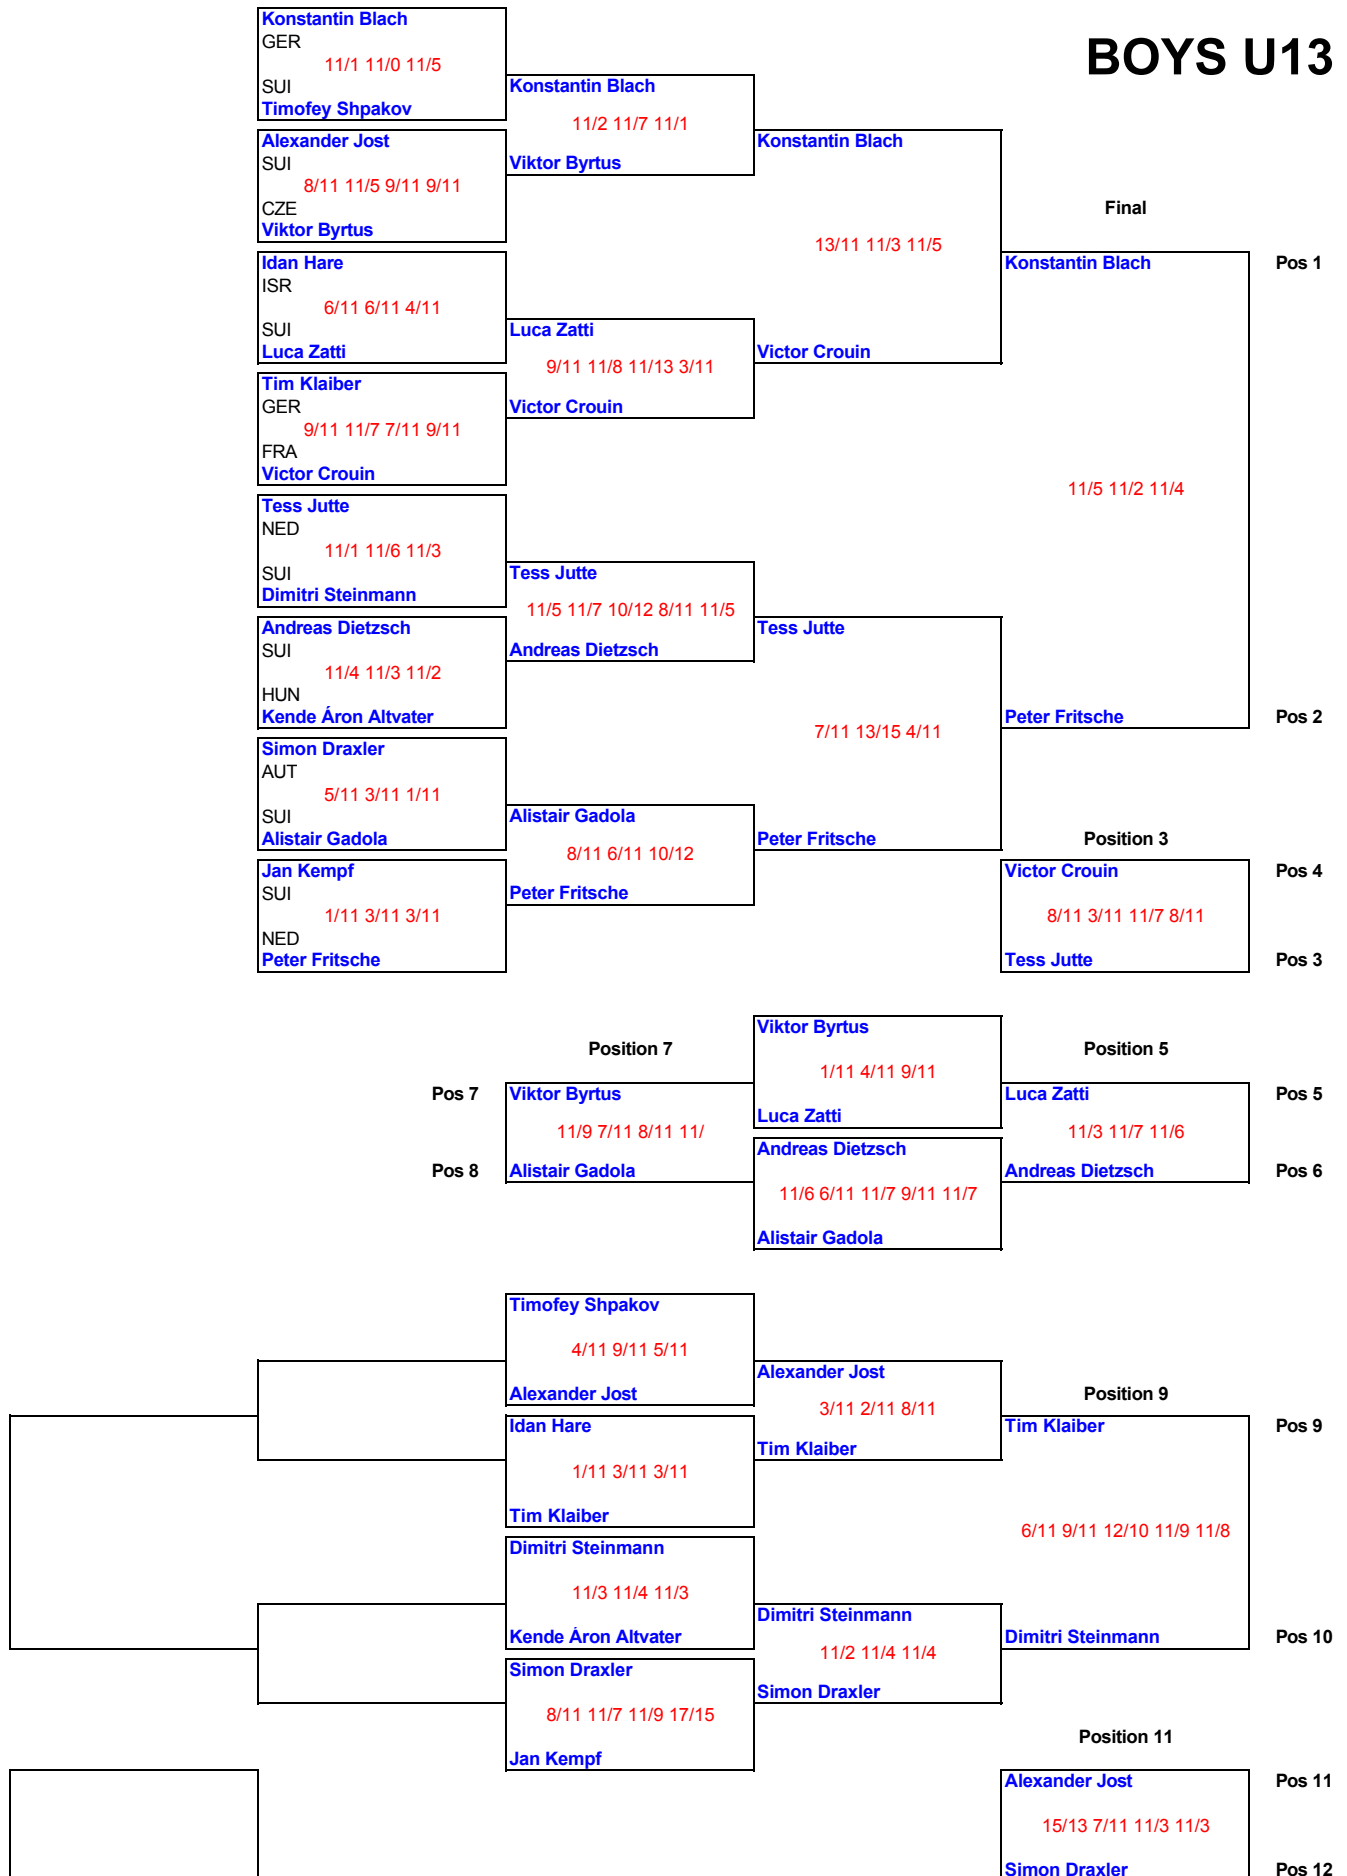 BOYS U13
Konstantin Blach
GER
11/1 11/0 11/5
SUI
Timofey Shpakov
Alexander Jost
SUI
8/11 11/5 9/11 9/11
CZE
Viktor Byrtus
Idan Hare
ISR
6/11 6/11 4/11
SUI
Luca Zatti
Tim Klaiber
GER
9/11 11/7 7/11 9/11
FRA
Victor Crouin
Tess Jutte
NED
11/1 11/6 11/3
SUI
Dimitri Steinmann
Andreas Dietzsch
SUI
11/4 11/3 11/2
HUN
Kende Áron Altvater
Simon Draxler
AUT
5/11 3/11 1/11
SUI
Alistair Gadola
Jan Kempf
SUI
1/11 3/11 3/11
NED
Peter Fritsche
Konstantin Blach
11/2 11/7 11/1
Viktor Byrtus
Luca Zatti
9/11 11/8 11/13 3/11
Victor Crouin
Tess Jutte
11/5 11/7 10/12 8/11 11/5
Andreas Dietzsch
Alistair Gadola
8/11 6/11 10/12
Peter Fritsche
Konstantin Blach
13/11 11/3 11/5
Victor Crouin
Tess Jutte
7/11 13/15 4/11
Peter Fritsche
Final
Konstantin Blach Pos 1
11/5 11/2 11/4
Peter Fritsche Pos 2
Position 3
Victor Crouin Pos 4
8/11 3/11 11/7 8/11
Tess Jutte Pos 3
Position 7
Pos 7 Viktor Byrtus
11/9 7/11 8/11 11/
Pos 8 Alistair Gadola
Viktor Byrtus
1/11 4/11 9/11
Luca Zatti
Andreas Dietzsch
11/6 6/11 11/7 9/11 11/7
Alistair Gadola
Position 5
Luca Zatti Pos 5
11/3 11/7 11/6
Andreas Dietzsch Pos 6
Timofey Shpakov
4/11 9/11 5/11
Alexander Jost
Idan Hare
1/11 3/11 3/11
Tim Klaiber
Dimitri Steinmann
11/3 11/4 11/3
Kende Áron Altvater
Simon Draxler
8/11 11/7 11/9 17/15
Jan Kempf
Alexander Jost
3/11 2/11 8/11
Tim Klaiber
Dimitri Steinmann
11/2 11/4 11/4
Simon Draxler
Position 9
Tim Klaiber Pos 9
6/11 9/11 12/10 11/9 11/8
Dimitri Steinmann Pos 10
Position 11
Alexander Jost Pos 11
15/13 7/11 11/3 11/3
Simon Draxler Pos 12